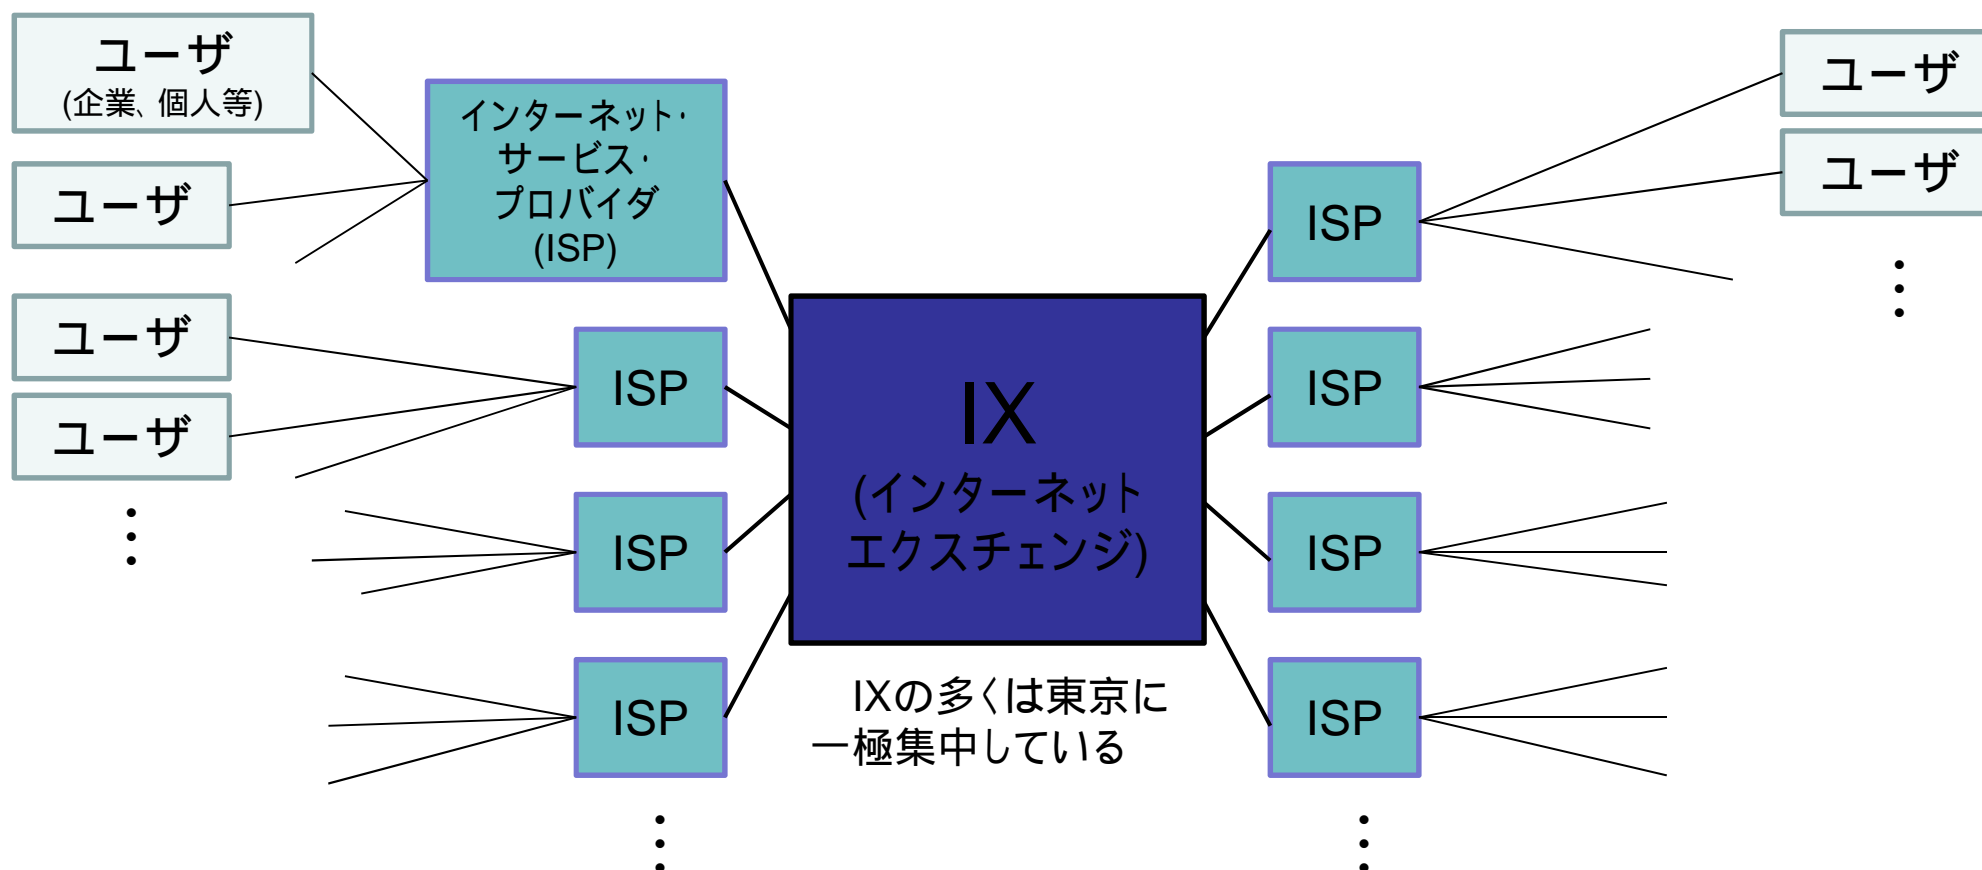 ユーザ
(企業、個人等)
ユーザ
ユーザ
ユーザ
インターネット・
サービス・
プロバイダ
(ISP)
ISP
ISP
ISP
IX
(インターネット
エクスチェンジ)
IXの多くは東京に
一極集中している
ISP
ISP
ISP
ISP
ユーザ
ユーザ